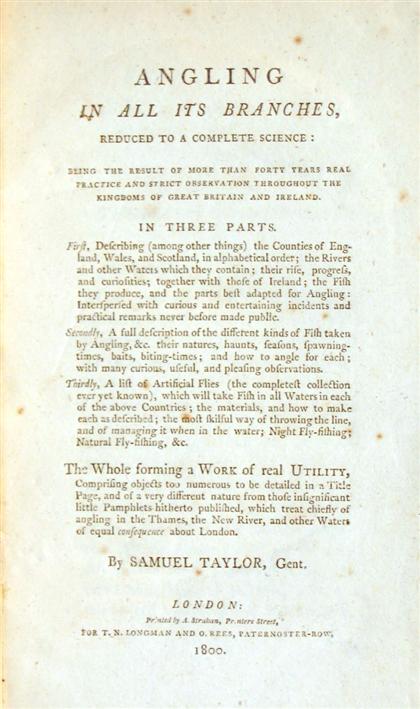 ANGLING
IN ALL ITS BRANCHES,
REDUCED TO A COMPLETE SCIENCE:
BEING THE RESULT OF MORE THAN FORTY YEARS REAL
PRACTICE AND STRICT OBSERVATION THROUGHOUT THE
KINGDOMS OF GREAT BRITAIN AND IRELAND.
IN THREE PARTS.
First, Deſcribing (among other things) the Counties of Eng-
land, Wales, and Scotland, in alphabetical order; the Rivers
and other Waters which they contain; their riſe, progreſs,
and curioſities; together with thoſe of Ireland; the Fiſh
they produce, and the parts beſt adapted for Angling:
Interſperſed with curious and entertaining incidents and
practical remarks never before made public.
Secondly, A full deſcription of the different kinds of Fiſh taken
by Angling, &c. their natures, haunts, ſeaſons, ſpawning-
times, baits, biting-times; and how to angle for each;
with many curious, uſeful, and pleaſing obſervations.
Thirdly, A liſt of Artificial Flies (the completeſt collection
ever yet known), which will take Fiſh in all Waters in each
of the above Countries; the materials, and how to make
each as deſcribed; the moſt ſkilful way of throwing the line,
and of managing it when in the water; Night Fly-fiſhing;
Natural Fly-fiſhing, &c.
The Whole forming a WORK of real UTILITY,
Compriſing objects too numerous to be detailed in a Title
Page, and of a very different nature from thoſe inſignificant
little Pamphlets hitherto publiſhed, which treat chiefly of
angling in the Thames, the New River, and other Waters
of equal conſequence about London.
By SAMUEL TAYLOR, Gent.
LONDON:
Printed by A. Strahan, Printers Street,
FOR T. N. LONGMAN AND O. REES, PATERNOSTER-ROW,
1800.